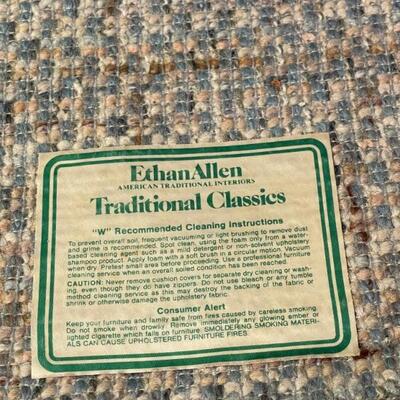 Ethan Allen
AMERICAN TRADITIONAL INTERIORS
Traditional Classics
"W" Recommended Cleaning Instructions
To prevent overall soil, frequent vacuuming or light brushing to remove dust
and grime is recommended. Spot clean, using the foam only from a water-
based cleaning agent such as a mild detergent or non-solvent upholstery
shampoo product. Apply foam with a soft brush in a circular motion. Vacuum
when dry. Pretest small area before proceeding. Use a professional furniture
cleaning service when an overall soiled condition has been reached.
CAUTION: Never remove cushion covers for separate dry cleaning or wash-
ing, even though they do have zippers. Do not use bleach or any tumble
method cleaning service as this may destroy the backing of the fabric or
shrink or otherwise damage the upholstery fabric.
Consumer Alert
Keep your furniture and family safe from fires caused by careless smoking.
Do not smoke when drowsy. Remove immediately any glowing ember or
lighted cigarette which falls on furniture. SMOLDERING SMOKING MATERI-
ALS CAN CAUSE UPHOLSTERED FURNITURE FIRES.